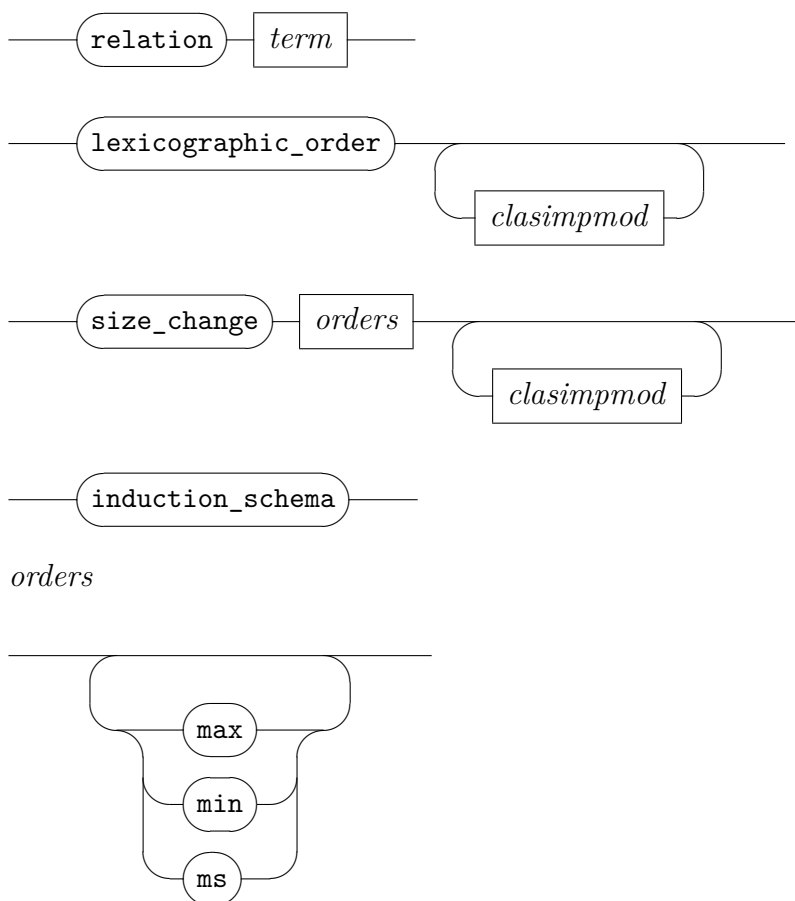 relation term
lexicographic_order
clasimpmod
size_change orders
clasimpmod
induction_schema
orders
max
min
ms